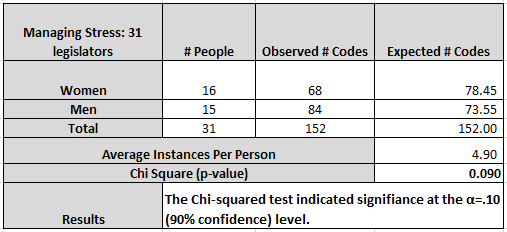 Managing Stress: 31
legislators # People Observed # Codes Expected # Codes
Women 16 68 78.45
Men 15 84 73.55
Total 31 152 152.00
Average Instances Per Person 4.90
Chi Square (p-value) 0.090
The Chi-squared test indicated signifiance at the α=.10
Results (90% confidence) level.